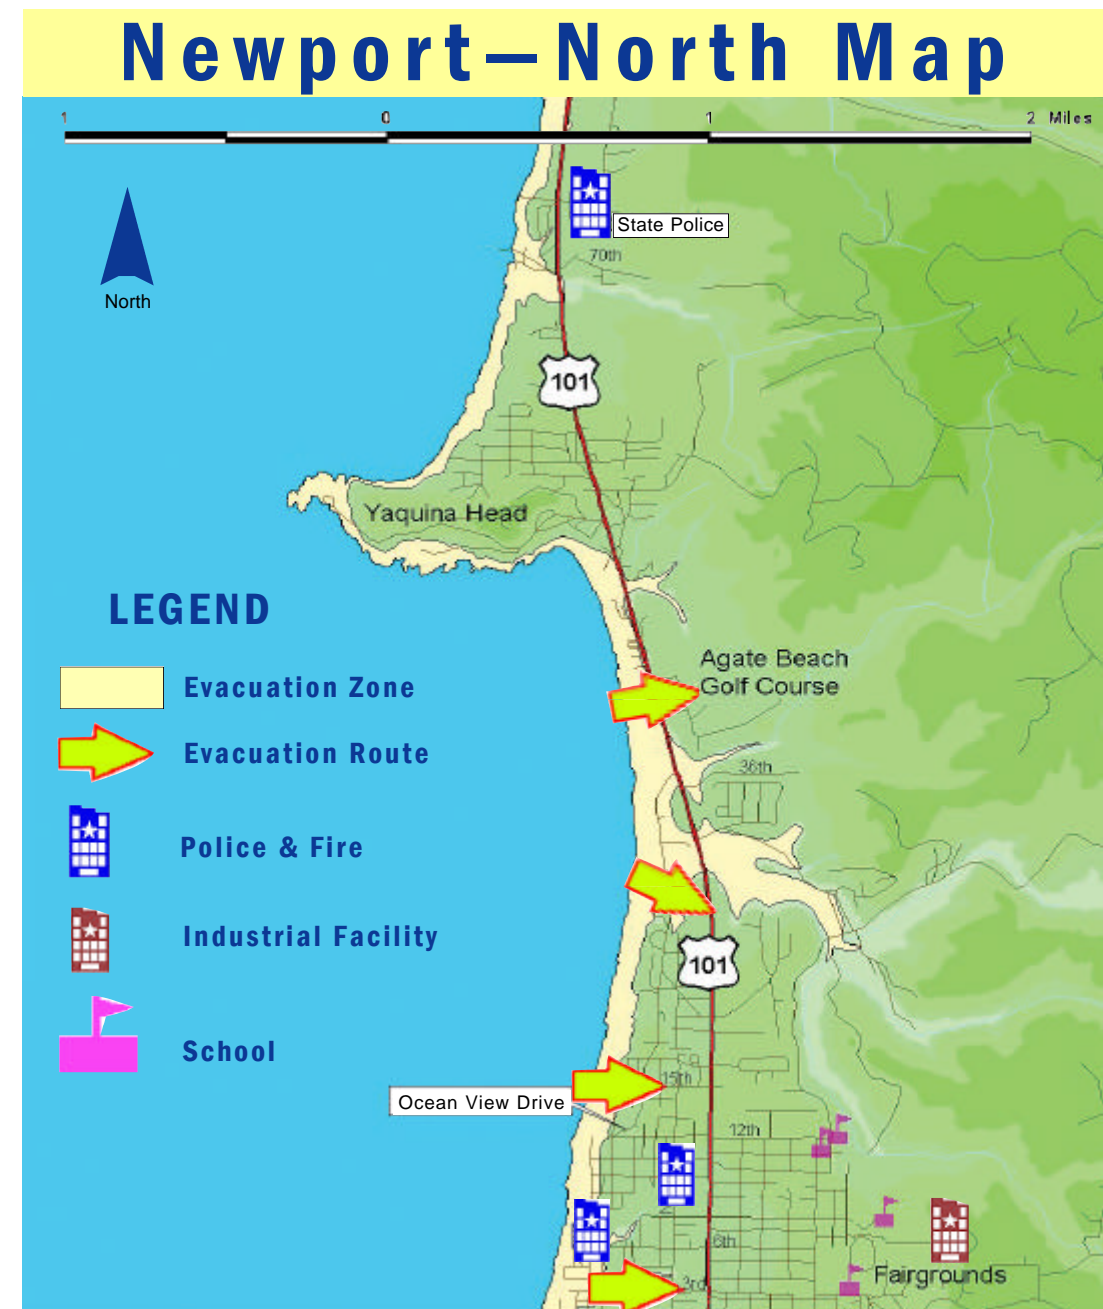 Newport—North Map
1 0 1 2 Miles
State Police
North
70th
101
Yaquina Head
LEGEND
Agate Beach
Golf Course
Evacuation Zone
Evacuation Route
36th
Police & Fire
Industrial Facility
101
School
15th
Ocean View Drive
12th
6th
3rd
Fairgrounds